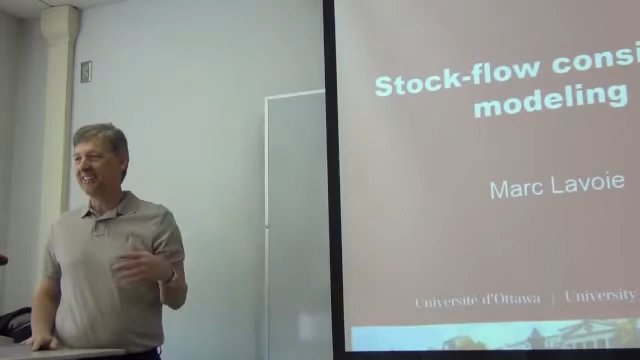 Stock-flow consi
modeling
Marc Lavoie
Université d'Ottawa | University